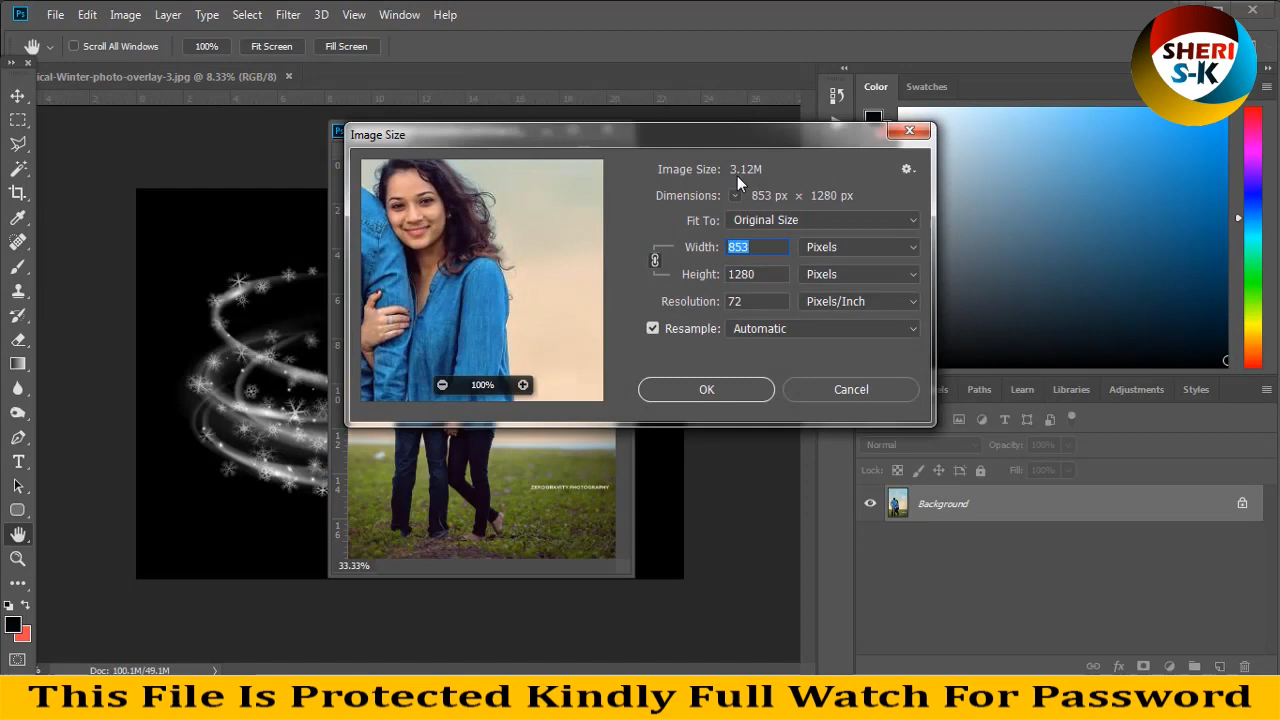 Ps File Edit Image Layer Type Select Filter 3D View Window Help
Scroll All Windows 100% Fit Screen Fill Screen
SHERI
S-K
ical-Winter-photo-overlay-3.jpg @ 8.33% (RGB/8) ×
Color Swatches
Image Size
Image Size: 3.12M
Dimensions: 853 px × 1280 px
Fit To: Original Size
Width: 853 Pixels
Height: 1280 Pixels
Resolution: 72 Pixels/Inch
Resample: Automatic
100%
OK Cancel
Paths Learn Libraries Adjustments Styles
Normal Opacity: 100%
Lock: Fill: 100%
Background
ZEROGRAVITY.PHOTOGRAPHY
33.33%
Doc: 100.1M/49.1M
This File Is Protected Kindly Full Watch For Password